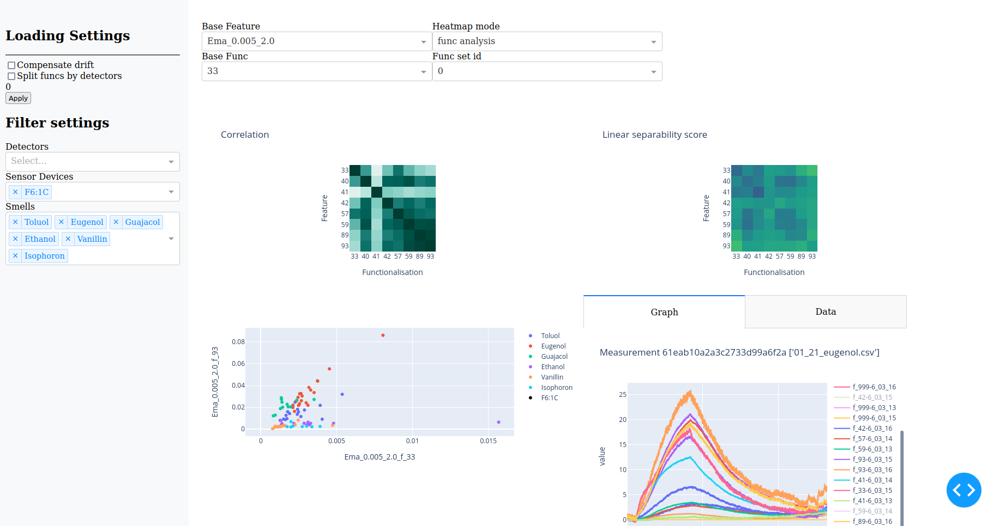 Loading Settings
Compensate drift
Split funcs by detectors
0
Apply
Filter settings
Detectors
Select...
Sensor Devices
× F6:1C
Smells
× Toluol × Eugenol × Guajacol
× Ethanol × Vanillin
× Isophoron
Base Feature
Ema_0.005_2.0
Heatmap mode
func analysis
Base Func
33
Func set id
0
Correlation
Feature
33
40
41
42
57
59
89
93
33 40 41 42 57 59 89 93
Functionalisation
Linear separability score
Feature
33
40
41
42
57
59
89
93
33 40 41 42 57 59 89 93
Functionalisation
Ema_0.005_2.0_f_93
0.08
0.06
0.04
0.02
0
0 0.005 0.01 0.015
Ema_0.005_2.0_f_33
Toluol
Eugenol
Guajacol
Ethanol
Vanillin
Isophoron
F6:1C
Graph Data
Measurement 61eab10a2a3c2733d99a6f2a ['01_21_eugenol.csv']
value
25
20
15
10
5
0
f_999-6_03_16
f_42-6_03_15
f_999-6_03_13
f_999-6_03_15
f_42-6_03_16
f_57-6_03_14
f_59-6_03_13
f_93-6_03_15
f_93-6_03_16
f_41-6_03_14
f_33-6_03_15
f_41-6_03_13
f_59-6_03_14
f_89-6_03_16